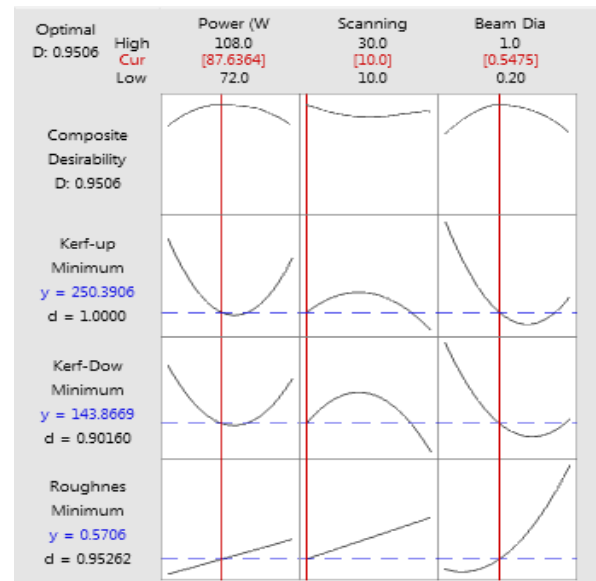 Optimal
D: 0.9506
High
Cur
Low
Power (W
108.0
[87.6364]
72.0
Scanning
30.0
[10.0]
10.0
Beam Dia
1.0
[0.5475]
0.20
Composite
Desirability
D: 0.9506
Kerf-up
Minimum
y = 250.3906
d = 1.0000
Kerf-Dow
Minimum
y = 143.8669
d = 0.90160
Roughnes
Minimum
y = 0.5706
d = 0.95262